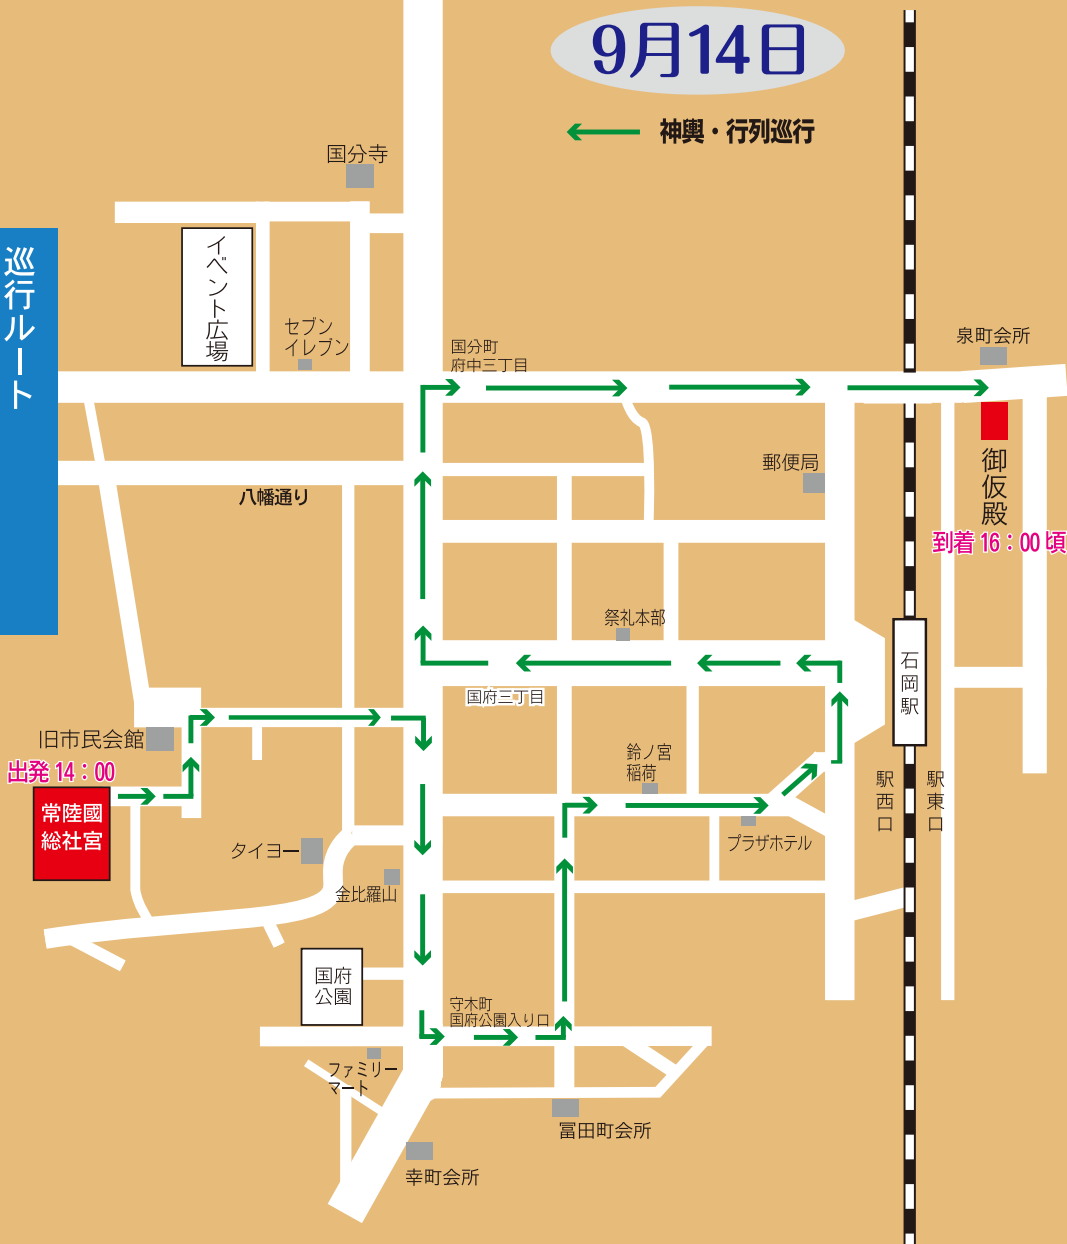 9月14日
神輿・行列巡行
国分寺
巡行ルート
イベント広場
セブン
イレブン
国分町
府中三丁目
泉町会所
郵便局
御仮殿
八幡通り
到着 16：00 頃
祭礼本部
石岡駅
国府三丁目
旧市民会館
鈴ノ宮
稲荷
出発 14：00
駅西口
駅東口
常陸國
総社宮
プラザホテル
タイヨー
金比羅山
国府
公園
守木町
国府公園入り口
ファミリー
マート
冨田町会所
幸町会所